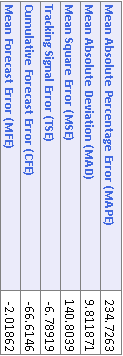 Mean Absolute Percentage Error (MAPE) 234.7263
Mean Absolute Deviation (MAD) 9.811871
Mean Square Error (MSE) 140.8039
Tracking Signal Error (TSE) -6.78919
Cumulative Forecast Error (CFE) -66.6146
Mean Forecast Error (MFE) -2.01862